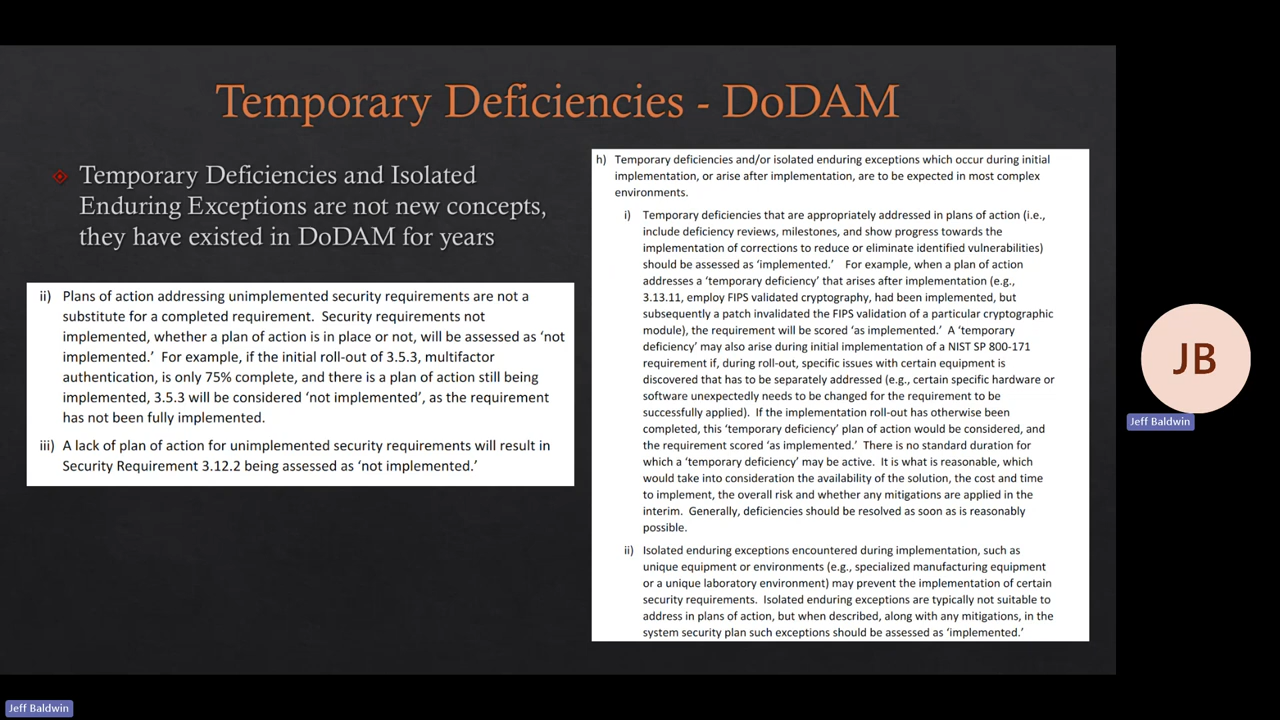 Temporary Deficiencies - DoDAM
Temporary Deficiencies and Isolated
Enduring Exceptions are not new concepts,
they have existed in DoDAM for years
ii) Plans of action addressing unimplemented security requirements are not a
substitute for a completed requirement. Security requirements not
implemented, whether a plan of action is in place or not, will be assessed as ‘not
implemented.’ For example, if the initial roll-out of 3.5.3, multifactor
authentication, is only 75% complete, and there is a plan of action still being
implemented, 3.5.3 will be considered ‘not implemented’, as the requirement
has not been fully implemented.
iii) A lack of plan of action for unimplemented security requirements will result in
Security Requirement 3.12.2 being assessed as ‘not implemented.’
h) Temporary deficiencies and/or isolated enduring exceptions which occur during initial
implementation, or arise after implementation, are to be expected in most complex
environments.
i) Temporary deficiencies that are appropriately addressed in plans of action (i.e.,
include deficiency reviews, milestones, and show progress towards the
implementation of corrections to reduce or eliminate identified vulnerabilities)
should be assessed as ‘implemented.’ For example, when a plan of action
addresses a ‘temporary deficiency’ that arises after implementation (e.g.,
3.13.11, employ FIPS validated cryptography, had been implemented, but
subsequently a patch invalidated the FIPS validation of a particular cryptographic
module), the requirement will be scored ‘as implemented.’ A ‘temporary
deficiency’ may also arise during initial implementation of a NIST SP 800-171
requirement if, during roll-out, specific issues with certain equipment is
discovered that has to be separately addressed (e.g., certain specific hardware or
software unexpectedly needs to be changed for the requirement to be
successfully applied). If the implementation roll-out has otherwise been
completed, this ‘temporary deficiency’ plan of action would be considered, and
the requirement scored ‘as implemented.’ There is no standard duration for
which a ‘temporary deficiency’ may be active. It is what is reasonable, which
would take into consideration the availability of the solution, the cost and time
to implement, the overall risk and whether any mitigations are applied in the
interim. Generally, deficiencies should be resolved as soon as is reasonably
possible.
ii) Isolated enduring exceptions encountered during implementation, such as
unique equipment or environments (e.g., specialized manufacturing equipment
or a unique laboratory environment) may prevent the implementation of certain
security requirements. Isolated enduring exceptions are typically not suitable to
address in plans of action, but when described, along with any mitigations, in the
system security plan such exceptions should be assessed as ‘implemented.’
JB
Jeff Baldwin
Jeff Baldwin